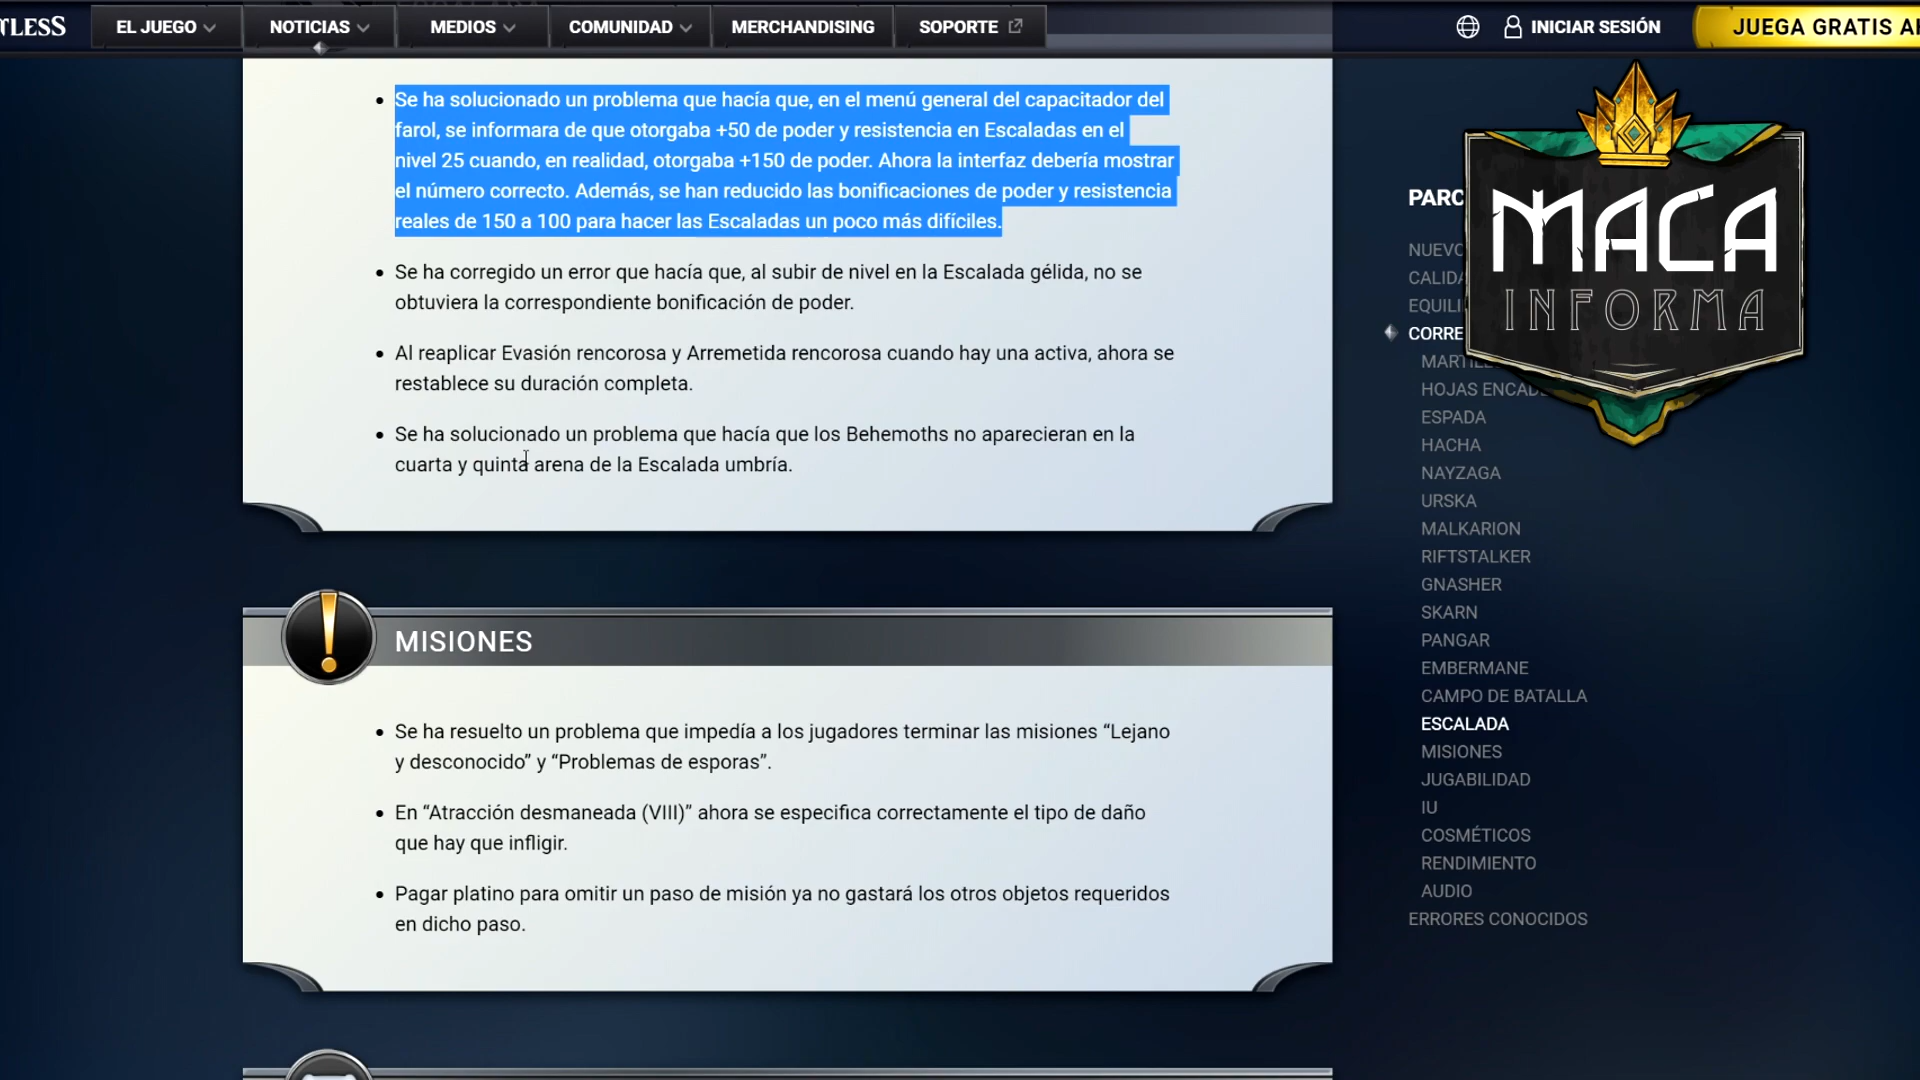 EL JUEGO
NOTICIAS
MEDIOS
COMUNIDAD
MERCHANDISING
SOPORTE
INICIAR SESIÓN
JUEGA GRATIS
Se ha solucionado un problema que hacía que, en el menú general del capacitador del
farol, se informara de que otorgaba +50 de poder y resistencia en Escaladas en el
nivel 25 cuando, en realidad, otorgaba +150 de poder. Ahora la interfaz debería mostrar
el número correcto. Además, se han reducido las bonificaciones de poder y resistencia
reales de 150 a 100 para hacer las Escaladas un poco más difíciles.
Se ha corregido un error que hacía que, al subir de nivel en la Escalada gélida, no se
obtuviera la correspondiente bonificación de poder.
Al reaplicar Evasión rencorosa y Arremetida rencorosa cuando hay una activa, ahora se
restablece su duración completa.
Se ha solucionado un problema que hacía que los Behemoths no aparecieran en la
cuarta y quinta arena de la Escalada umbría.
MISIONES
Se ha resuelto un problema que impedía a los jugadores terminar las misiones “Lejano
y desconocido” y “Problemas de esporas”.
En “Atracción desmaneada (VIII)” ahora se especifica correctamente el tipo de daño
que hay que infligir.
Pagar platino para omitir un paso de misión ya no gastará los otros objetos requeridos
en dicho paso.
MACA
INFORMA
HOJAS
ESPADA
HACHA
NAYZAGA
URSKA
MALKARION
RIFTSTALKER
GNASHER
SKARN
PANGAR
EMBERMANE
CAMPO DE BATALLA
ESCALADA
MISIONES
JUGABILIDAD
IU
COSMÉTICOS
RENDIMIENTO
AUDIO
ERRORES CONOCIDOS